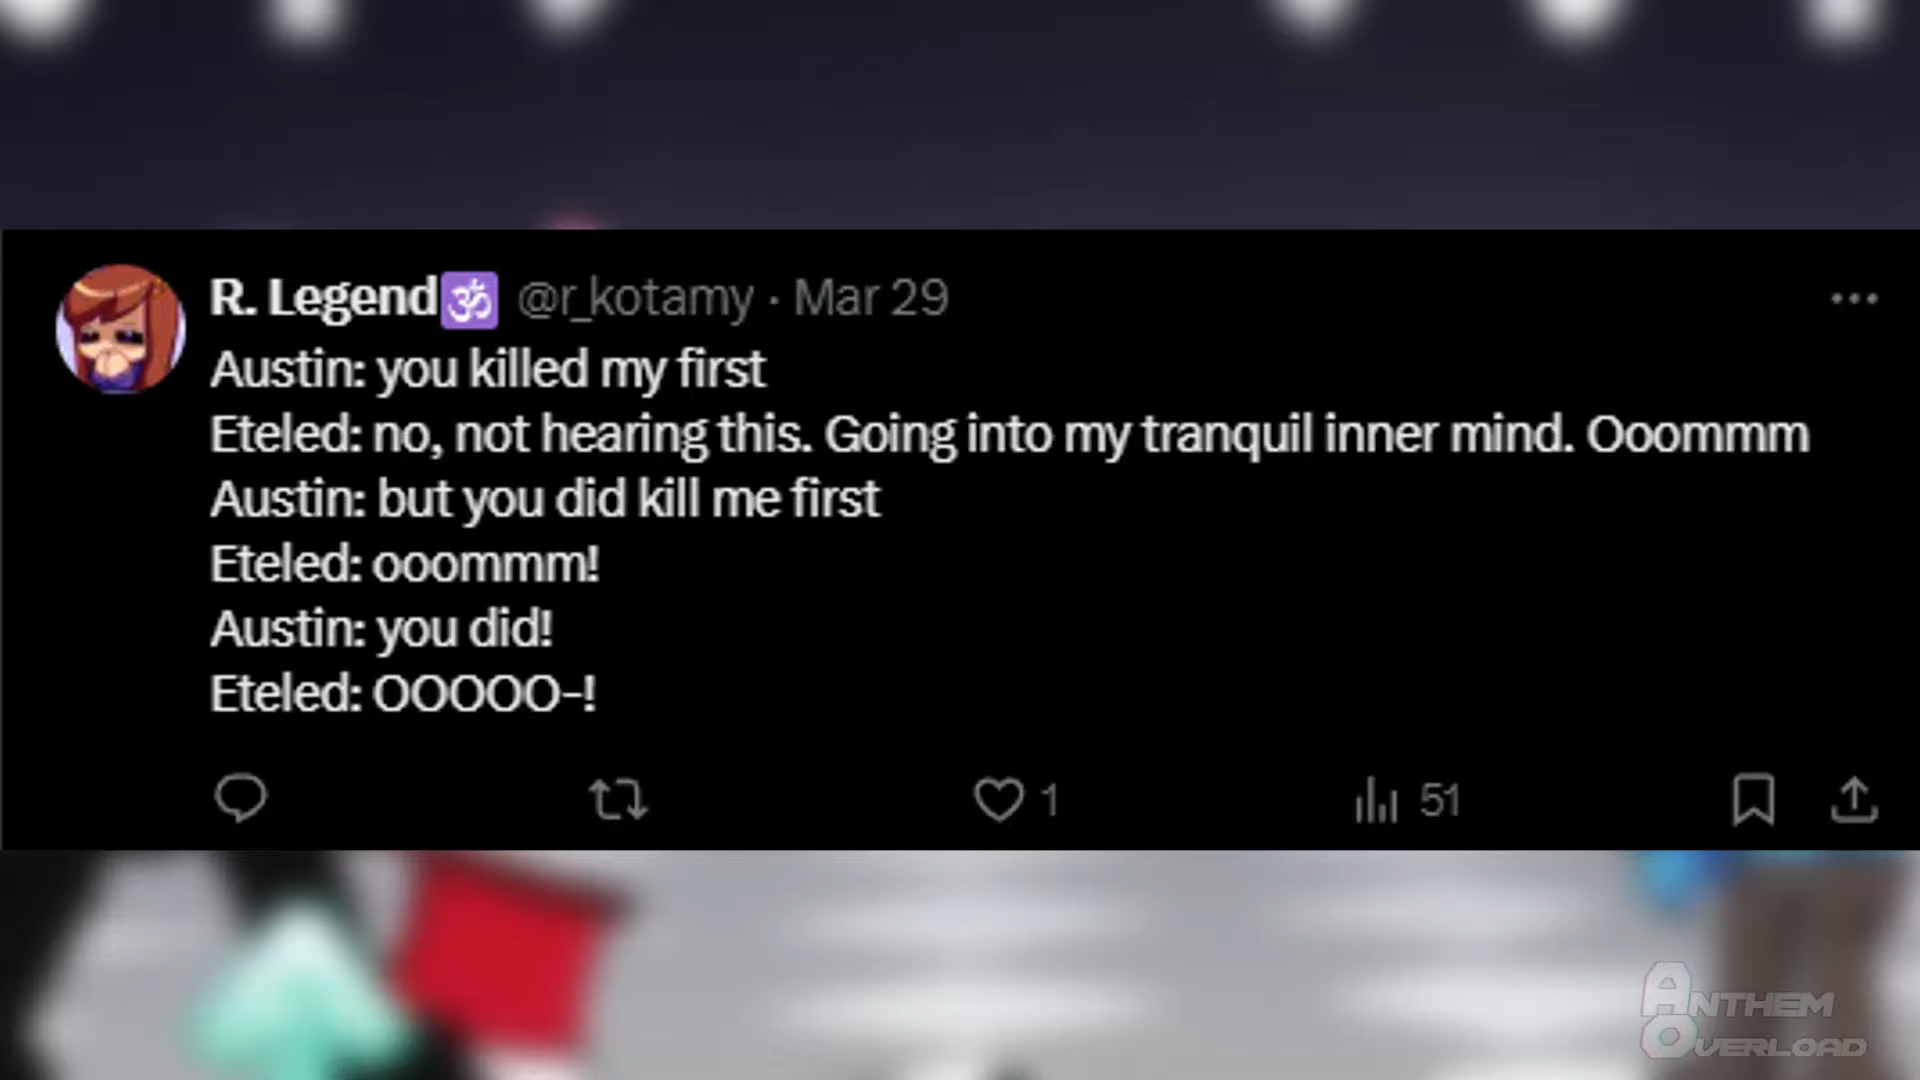 R. Legend🕉️ @r_kotamy · Mar 29
Austin: you killed my first
Eteled: no, not hearing this. Going into my tranquil inner mind. Ooommm
Austin: but you did kill me first
Eteled: ooommm!
Austin: you did!
Eteled: OOOOO-!
1 51
ANTHEM
OVERLOAD